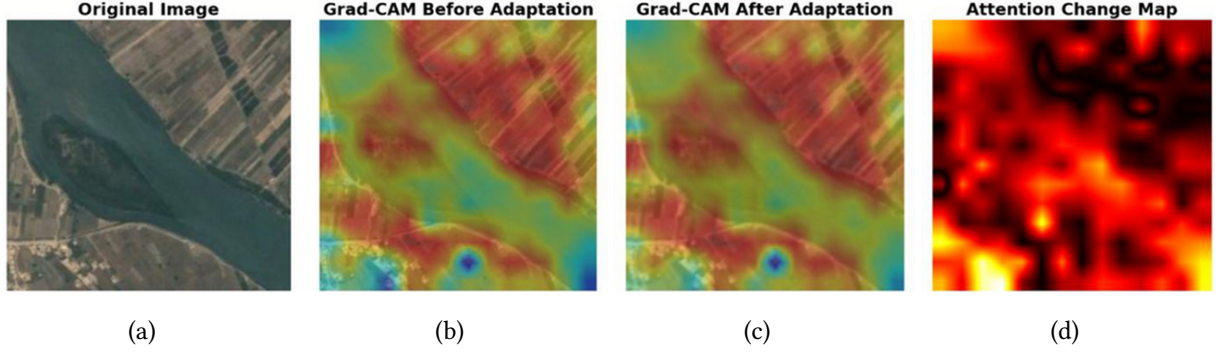 Original Image
Grad-CAM Before Adaptation
Grad-CAM After Adaptation
Attention Change Map
(a)
(b)
(c)
(d)